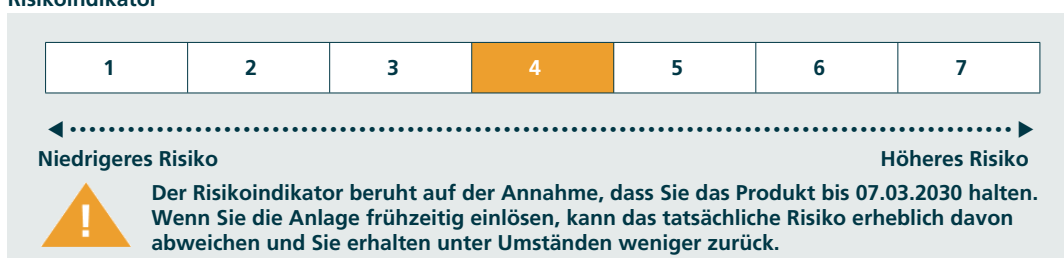 Risikoindikator
1 2 3 4 5 6 7
Niedrigeres Risiko Höheres Risiko
! Der Risikoindikator beruht auf der Annahme, dass Sie das Produkt bis 07.03.2030 halten.
Wenn Sie die Anlage frühzeitig einlösen, kann das tatsächliche Risiko erheblich davon
abweichen und Sie erhalten unter Umständen weniger zurück.